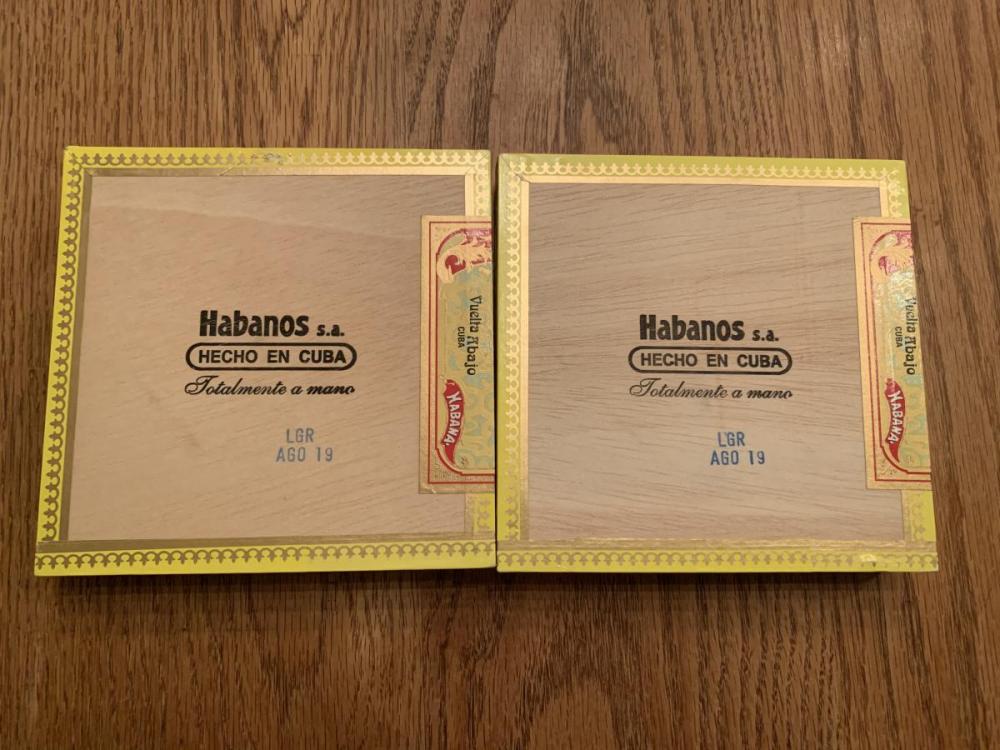 Habanos s.a.
HECHO EN CUBA
Totalmente a mano
LGR
AGO 19
Vuelta Abajo
CUBA
HABANA
Habanos s.a.
HECHO EN CUBA
Totalmente a mano
LGR
AGO 19
Vuelta Abajo
CUBA
HABANA